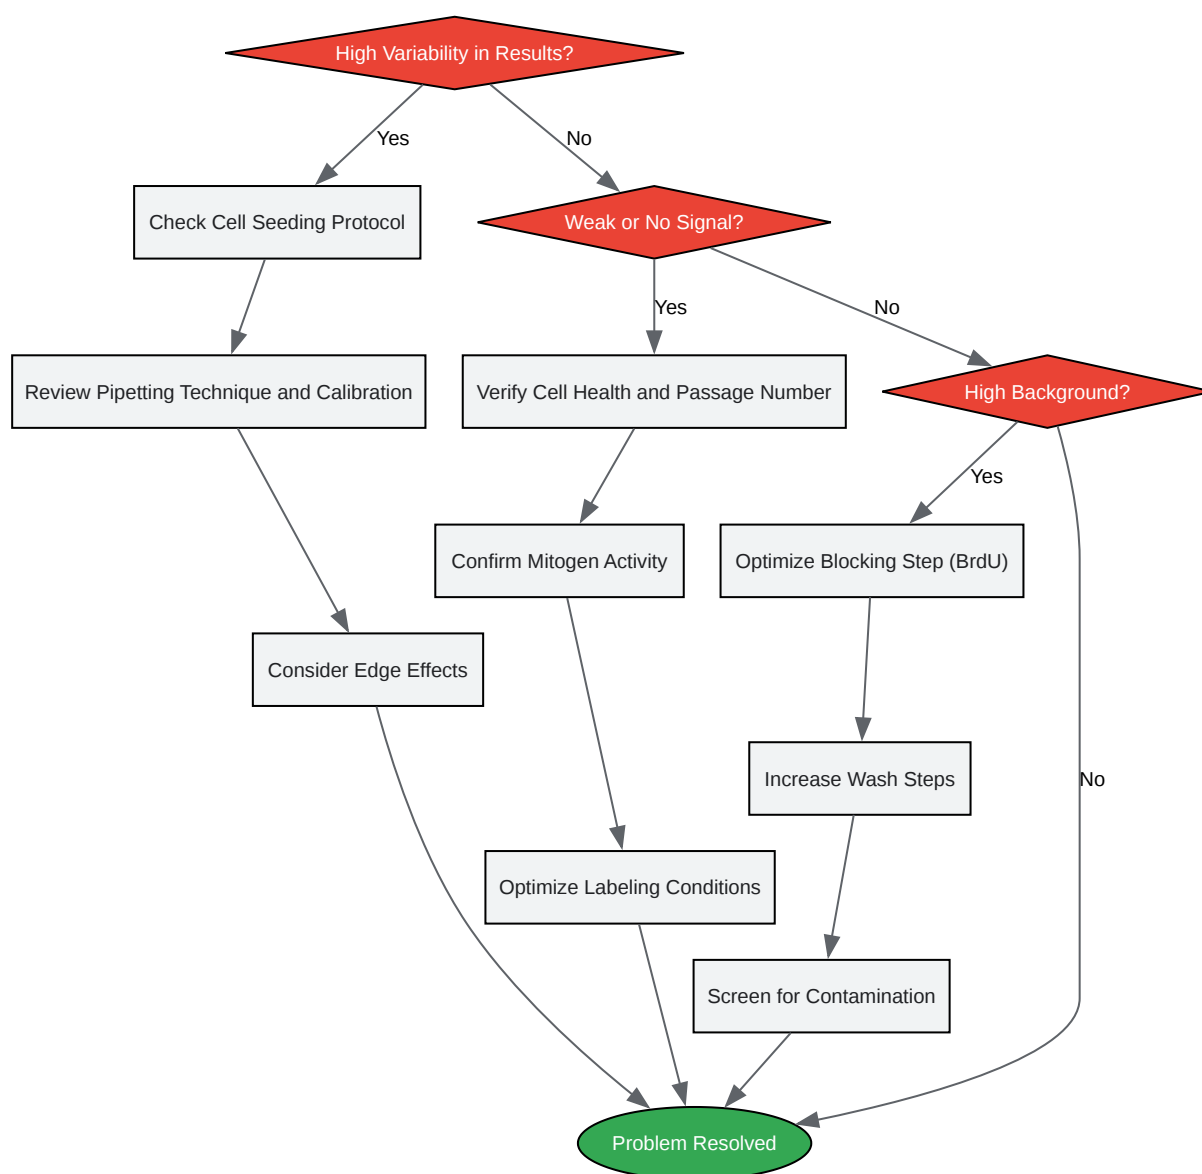 High Variability in Results?
Yes
No
Check Cell Seeding Protocol
Weak or No Signal?
Yes
No
Review Pipetting Technique and Calibration
Verify Cell Health and Passage Number
High Background?
Yes
Confirm Mitogen Activity
Optimize Blocking Step (BrdU)
Consider Edge Effects
Increase Wash Steps
No
Optimize Labeling Conditions
Screen for Contamination
Problem Resolved